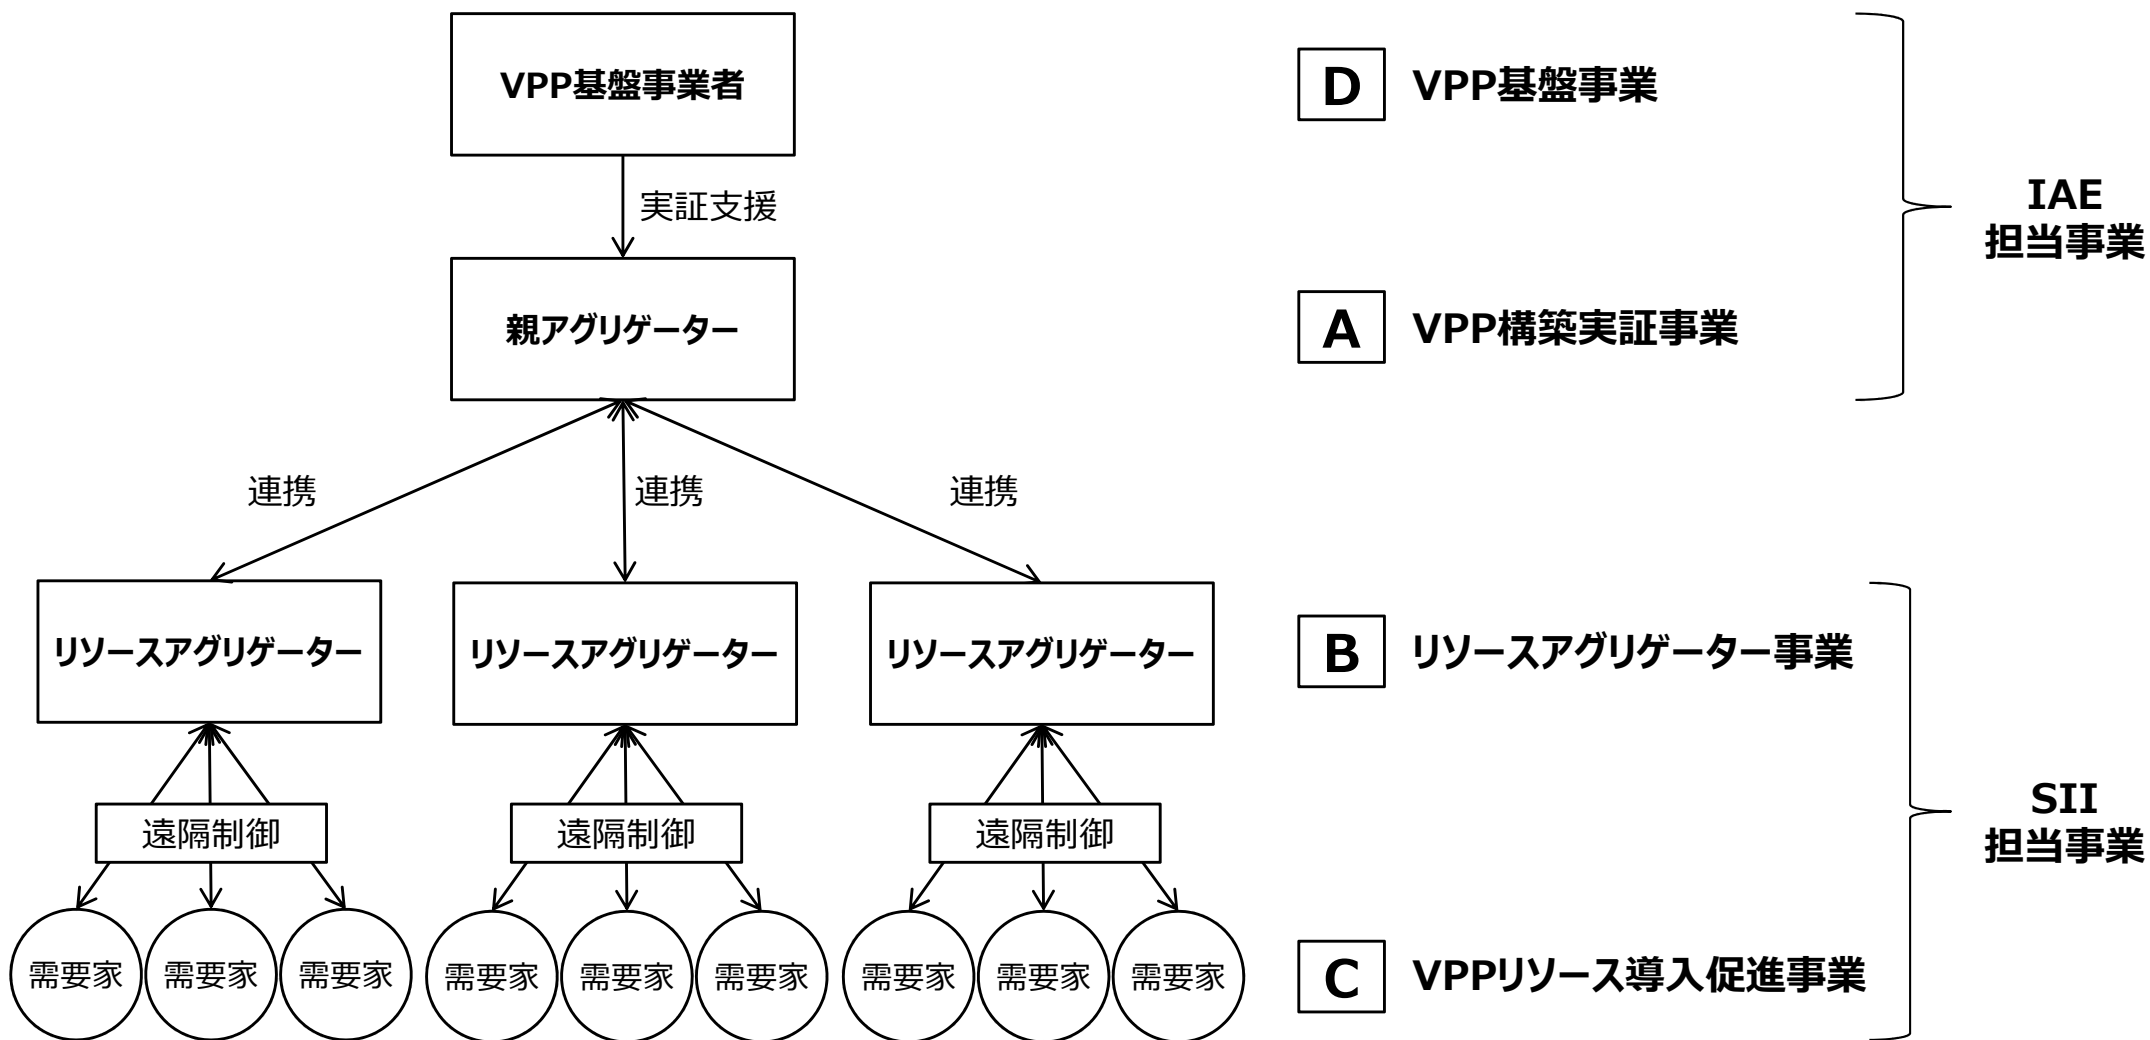 VPP基盤事業者
D
VPP基盤事業
実証支援
IAE
担当事業
親アグリゲーター
A
VPP構築実証事業
連携
連携
連携
リソースアグリゲーター
リソースアグリゲーター
リソースアグリゲーター
B
リソースアグリゲーター事業
遠隔制御
遠隔制御
遠隔制御
SII
担当事業
需要家
需要家
需要家
需要家
需要家
需要家
需要家
需要家
需要家
C
VPPリソース導入促進事業